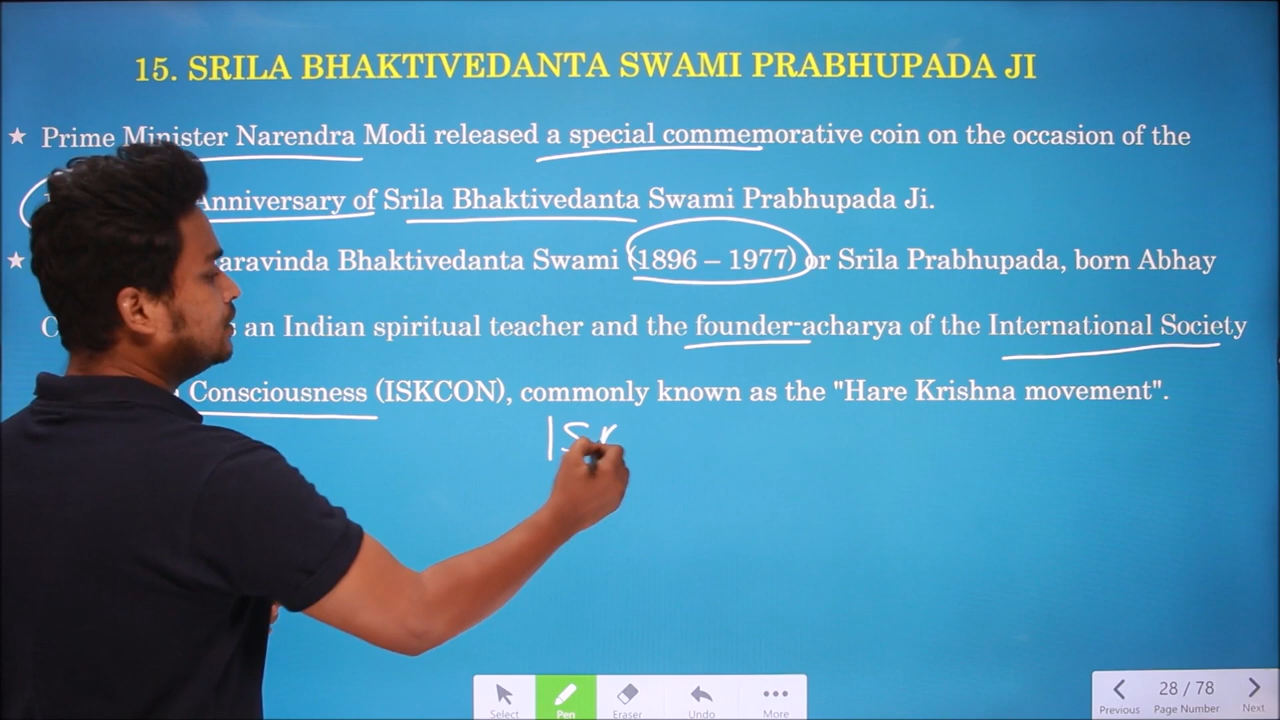 15. SRILA BHAKTIVEDANTA SWAMI PRABHUPADA JI
★ Prime Minister Narendra Modi released a special commemorative coin on the occasion of the
Anniversary of Srila Bhaktivedanta Swami Prabhupada Ji.
★ aravinda Bhaktivedanta Swami (1896 – 1977) or Srila Prabhupada, born Abhay
an Indian spiritual teacher and the founder-acharya of the International Society
Consciousness (ISKCON), commonly known as the "Hare Krishna movement".
IS
Select Pen Eraser Undo More
28 / 78
Previous Page Number Next